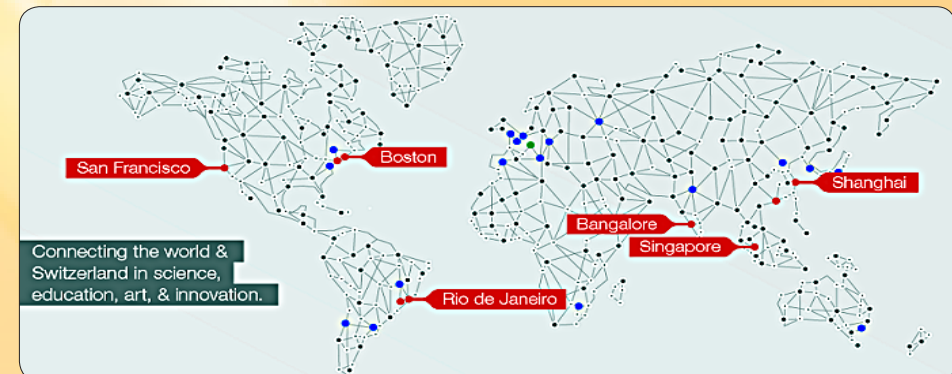 San Francisco
Boston
Shanghai
Bangalore
Singapore
Connecting the world &
Switzerland in science,
education, art, & innovation.
Rio de Janeiro